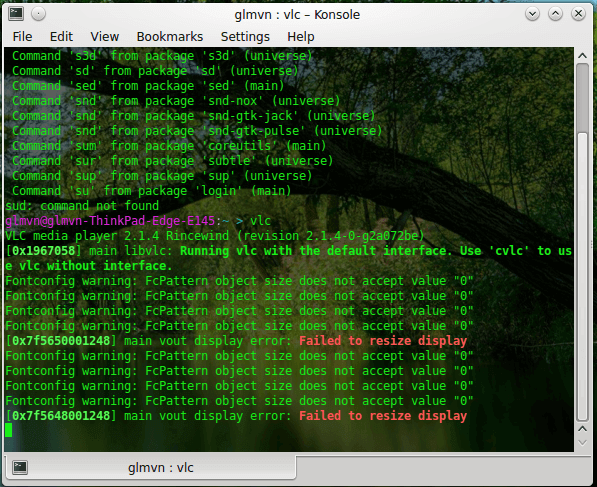 glmvn : vlc – Konsole
File Edit View Bookmarks Settings Help
Command 's3d' from package 's3d' (universe)
Command 'sd' from package 'sd' (universe)
Command 'sed' from package 'sed' (main)
Command 'snd' from package 'snd-nox' (universe)
Command 'snd' from package 'snd-gtk-jack' (universe)
Command 'snd' from package 'snd-gtk-pulse' (universe)
Command 'sum' from package 'coreutils' (main)
Command 'sur' from package 'subtle' (universe)
Command 'sup' from package 'sup' (universe)
Command 'su' from package 'login' (main)
sud: command not found
glmvn@glmvn-ThinkPad-Edge-E145:~ > vlc
VLC media player 2.1.4 Rincewind (revision 2.1.4-0-g2a072be)
[0x1967058] main libvlc: Running vlc with the default interface. Use 'cvlc' to us
e vlc without interface.
Fontconfig warning: FcPattern object size does not accept value "0"
Fontconfig warning: FcPattern object size does not accept value "0"
Fontconfig warning: FcPattern object size does not accept value "0"
Fontconfig warning: FcPattern object size does not accept value "0"
[0x7f5650001248] main vout display error: Failed to resize display
Fontconfig warning: FcPattern object size does not accept value "0"
Fontconfig warning: FcPattern object size does not accept value "0"
Fontconfig warning: FcPattern object size does not accept value "0"
Fontconfig warning: FcPattern object size does not accept value "0"
[0x7f5648001248] main vout display error: Failed to resize display
glmvn : vlc